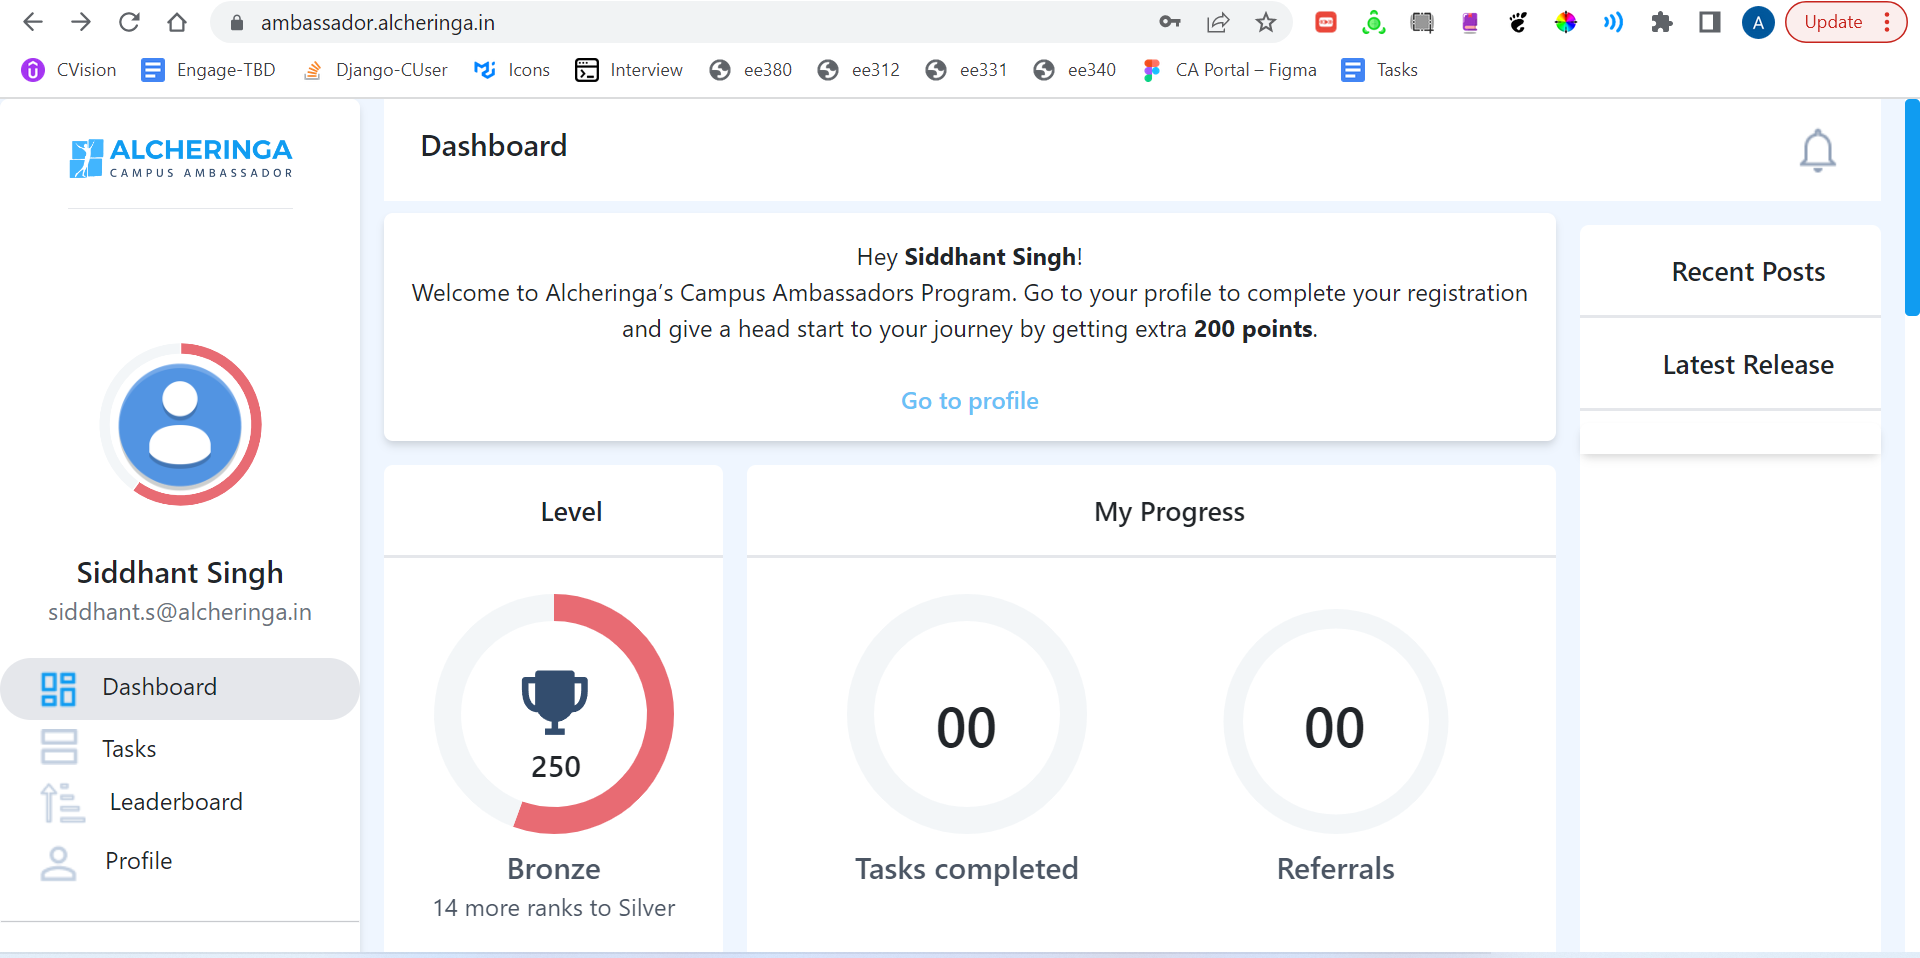 ambassador.alcheringa.in
A
Update
CVision
Engage-TBD
Django-CUser
Icons
Interview
ee380
ee312
ee331
ee340
CA Portal – Figma
Tasks
ALCHERINGA
CAMPUS AMBASSADOR
Siddhant Singh
siddhant.s@alcheringa.in
Dashboard
Tasks
Leaderboard
Profile
Dashboard
Hey Siddhant Singh!
Welcome to Alcheringa’s Campus Ambassadors Program. Go to your profile to complete your registration
and give a head start to your journey by getting extra 200 points.
Go to profile
Level
250
Bronze
14 more ranks to Silver
My Progress
00
Tasks completed
00
Referrals
Recent Posts
Latest Release